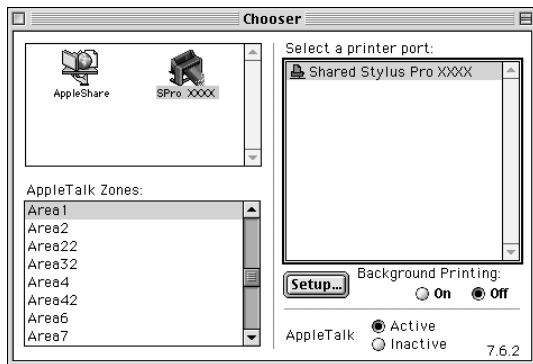 Chooser
AppleShare
SPro XXXX
AppleTalk Zones:
Area1
Area2
Area22
Area32
Area4
Area42
Area6
Area7
Select a printer port:
Shared Stylus Pro XXXX
Setup...
Background Printing:
On Off
AppleTalk
Active
Inactive
7.6.2